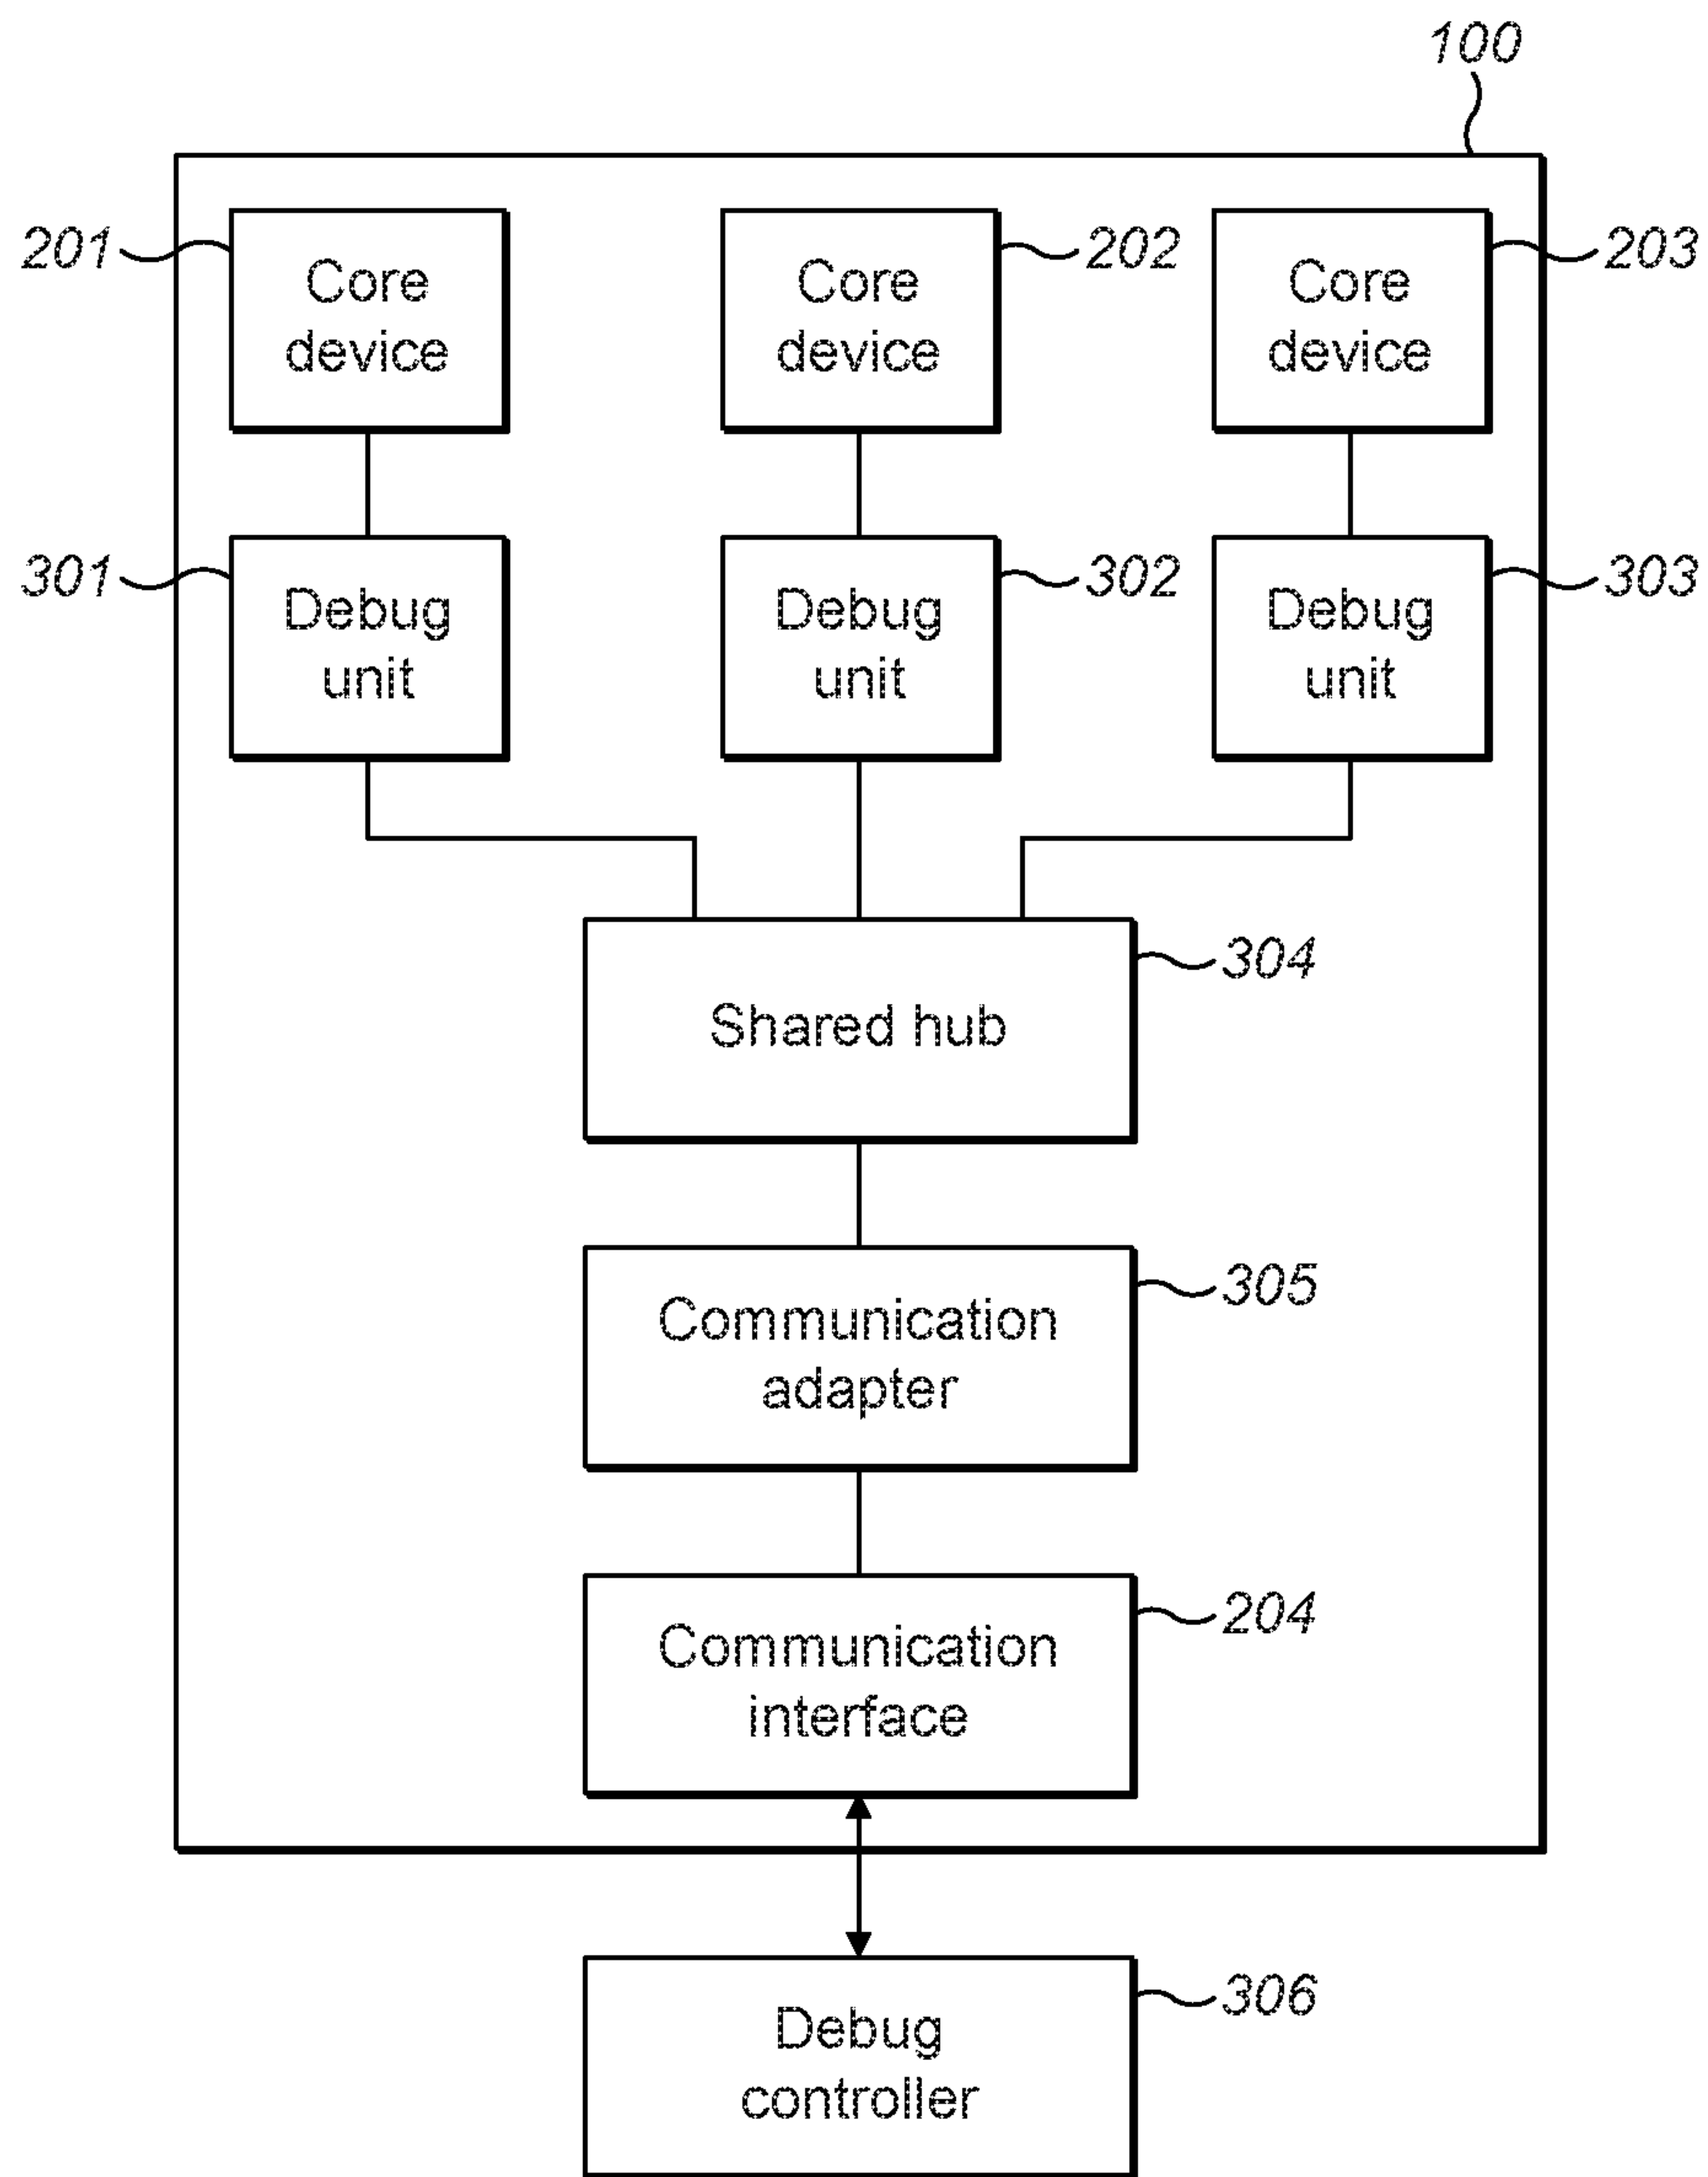 100
201
Core
device
Core
device
202
Core
device
203
301
Debug
unit
Debug
unit
302
Debug
unit
303
Shared hub
304
Communication
adapter
305
Communication
interface
204
Debug
controller
306